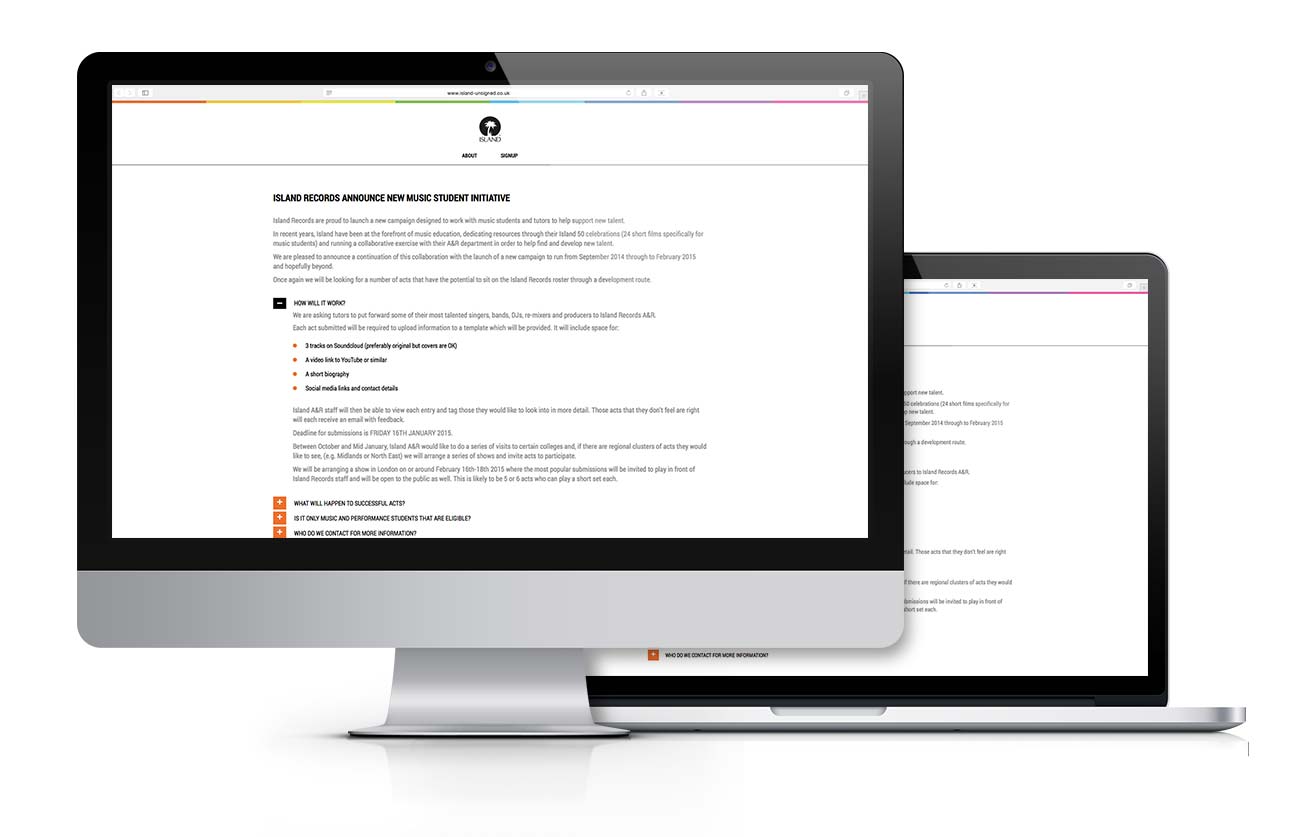 www.island-unsigned.co.uk
ISLAND
ABOUT SIGNUP
ISLAND RECORDS ANNOUNCE NEW MUSIC STUDENT INITIATIVE
Island Records are proud to launch a new campaign designed to work with music students and tutors to help support new talent.
In recent years, Island have been at the forefront of music education, dedicating resources through their Island 50 celebrations (24 short films specifically for
music students) and running a collaborative exercise with their A&R department in order to help find and develop new talent.
We are pleased to announce a continuation of this collaboration with the launch of a new campaign to run from September 2014 through to February 2015
and hopefully beyond.
Once again we will be looking for a number of acts that have the potential to sit on the Island Records roster through a development route.
HOW WILL IT WORK?
We are asking tutors to put forward some of their most talented singers, bands, DJs, re-mixers and producers to Island Records A&R.
Each act submitted will be required to upload information to a template which will be provided. It will include space for:
3 tracks on Soundcloud (preferably original but covers are OK)
A video link to YouTube or similar
A short biography
Social media links and contact details
Island A&R staff will then be able to view each entry and tag those they would like to look into in more detail. Those acts that they don't feel are right
will each receive an email with feedback.
Deadline for submissions is FRIDAY 16TH JANUARY 2015.
Between October and Mid January, Island A&R would like to do a series of visits to certain colleges and, if there are regional clusters of acts they would
like to see, (e.g. Midlands or North East) we will arrange a series of shows and invite acts to participate.
We will be arranging a show in London on or around February 16th-18th 2015 where the most popular submissions will be invited to play in front of
Island Records staff and will be open to the public as well. This is likely to be 5 or 6 acts who can play a short set each.
WHAT WILL HAPPEN TO SUCCESSFUL ACTS?
IS IT ONLY MUSIC AND PERFORMANCE STUDENTS THAT ARE ELIGIBLE?
WHO DO WE CONTACT FOR MORE INFORMATION?
new talent.
50 celebrations (24 short films specifically for
new talent.
September 2014 through to February 2015
through a development route.
to Island Records A&R.
space for:
detail. Those acts that they don't feel are right
if there are regional clusters of acts they would
submissions will be invited to play in front of
short set each.
WHO DO WE CONTACT FOR MORE INFORMATION?